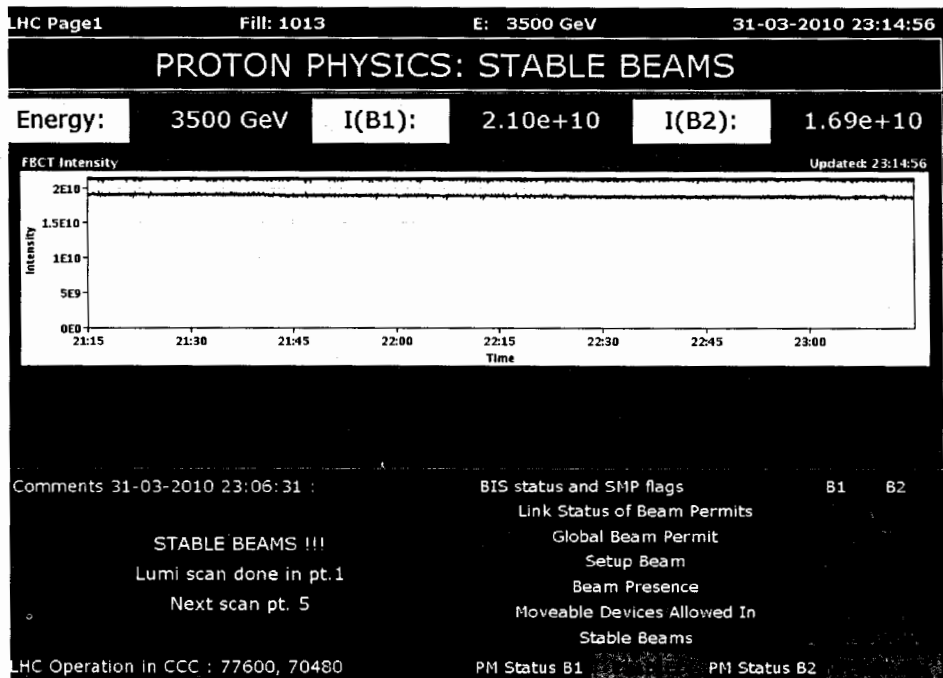 LHC Page1 Fill: 1013 E: 3500 GeV 31-03-2010 23:14:56
PROTON PHYSICS: STABLE BEAMS
Energy: 3500 GeV I(B1): 2.10e+10 I(B2): 1.69e+10
FBCT Intensity Updated: 23:14:56
Intensity
2E10
1.5E10
1E10
5E9
0E0
21:15 21:30 21:45 22:00 22:15 22:30 22:45 23:00
Time
Comments 31-03-2010 23:06:31 :
STABLE BEAMS !!!
Lumi scan done in pt.1
Next scan pt. 5
BIS status and SMP flags B1 B2
Link Status of Beam Permits
Global Beam Permit
Setup Beam
Beam Presence
Moveable Devices Allowed In
Stable Beams
LHC Operation in CCC : 77600, 70480 PM Status B1 PM Status B2